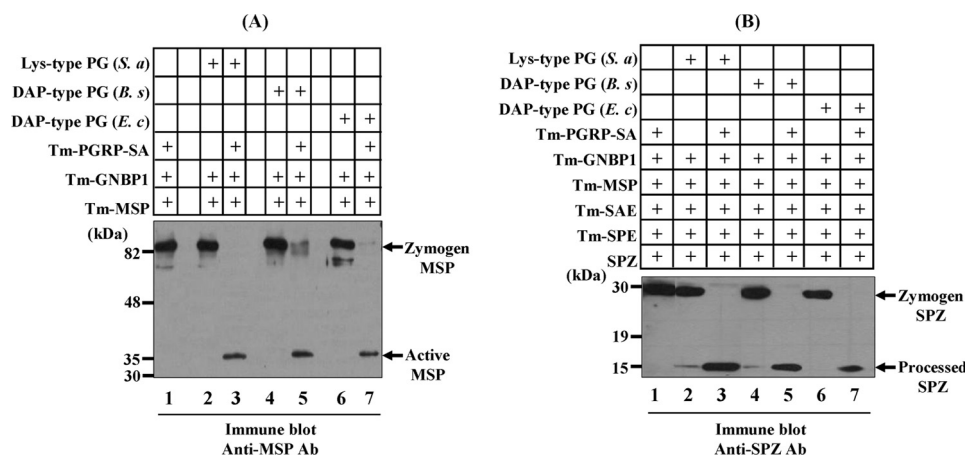 (A)
Lys-type PG (S. a) + +
DAP-type PG (B. s) + +
DAP-type PG (E. c) + +
Tm-PGRP-SA + + + +
Tm-GNBP1 + + + + + + +
Tm-MSP + + + + + + +
(kDa)
82
48
35
30
Zymogen
MSP
Active
MSP
1 2 3 4 5 6 7
Immune blot
Anti-MSP Ab
(B)
Lys-type PG (S. a) + +
DAP-type PG (B. s) + +
DAP-type PG (E. c) + +
Tm-PGRP-SA + + + +
Tm-GNBP1 + + + + + + +
Tm-MSP + + + + + + +
Tm-SAE + + + + + + +
Tm-SPE + + + + + + +
SPZ + + + + + + +
(kDa)
30
19
15
Zymogen
SPZ
Processed
SPZ
1 2 3 4 5 6 7
Immune blot
Anti-SPZ Ab